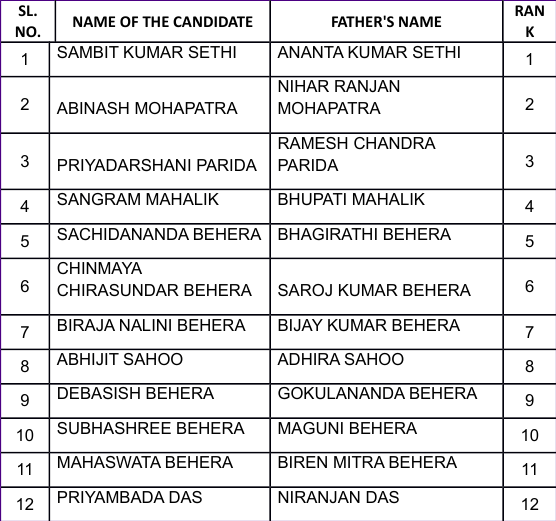 SL. NO. NAME OF THE CANDIDATE FATHER'S NAME RAN K
1 SAMBIT KUMAR SETHI ANANTA KUMAR SETHI 1
2 ABINASH MOHAPATRA NIHAR RANJAN MOHAPATRA 2
3 PRIYADARSHANI PARIDA RAMESH CHANDRA PARIDA 3
4 SANGRAM MAHALIK BHUPATI MAHALIK 4
5 SACHIDANANDA BEHERA BHAGIRATHI BEHERA 5
6 CHINMAYA CHIRASUNDAR BEHERA SAROJ KUMAR BEHERA 6
7 BIRAJA NALINI BEHERA BIJAY KUMAR BEHERA 7
8 ABHIJIT SAHOO ADHIRA SAHOO 8
9 DEBASISH BEHERA GOKULANANDA BEHERA 9
10 SUBHASHREE BEHERA MAGUNI BEHERA 10
11 MAHASWATA BEHERA BIREN MITRA BEHERA 11
12 PRIYAMBADA DAS NIRANJAN DAS 12